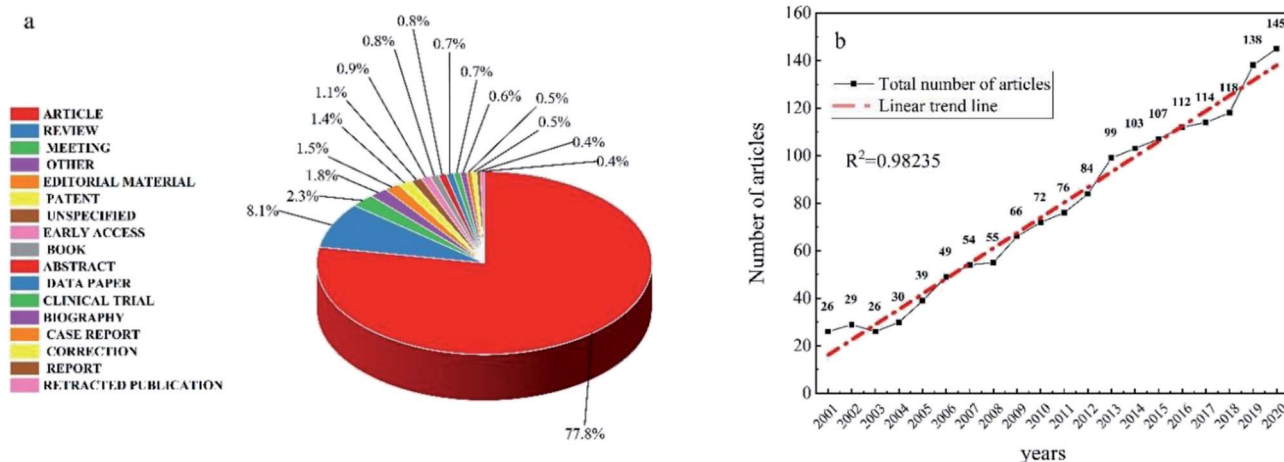 a
0.8%
0.8%
0.7%
0.9%
0.7%
1.1%
0.6%
1.4%
0.5%
1.5%
0.5%
1.8%
0.4%
2.3%
0.4%
8.1%
77.8%
ARTICLE
REVIEW
MEETING
OTHER
EDITORIAL MATERIAL
PATENT
UNSPECIFIED
EARLY ACCESS
BOOK
ABSTRACT
DATA PAPER
CLINICAL TRIAL
BIOGRAPHY
CASE REPORT
CORRECTION
REPORT
RETRACTED PUBLICATION
b
Total number of articles
Linear trend line
R²=0.98235
Number of articles
160
140
120
100
80
60
40
20
0
26
29
26
30
39
49
54
55
66
72
76
84
99
103
107
112
114
118
138
145
2001
2002
2003
2004
2005
2006
2007
2008
2009
2010
2011
2012
2013
2014
2015
2016
2017
2018
2019
2020
years